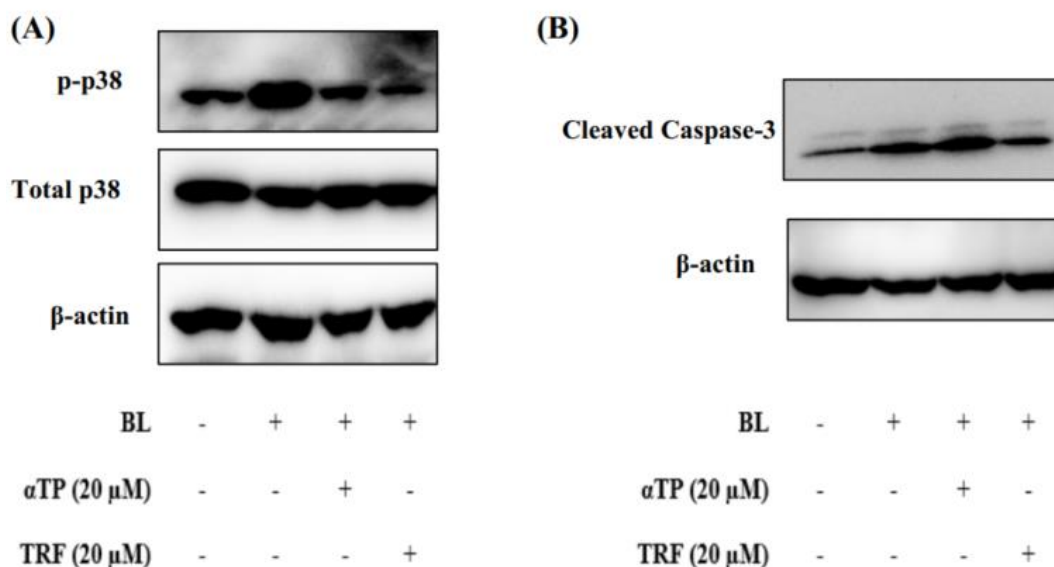 (A)
p-p38
Total p38
β-actin
BL - + + +
αTP (20 μM) - - + -
TRF (20 μM) - - - +
(B)
Cleaved Caspase-3
β-actin
BL - + + +
αTP (20 μM) - - + -
TRF (20 μM) - - - +